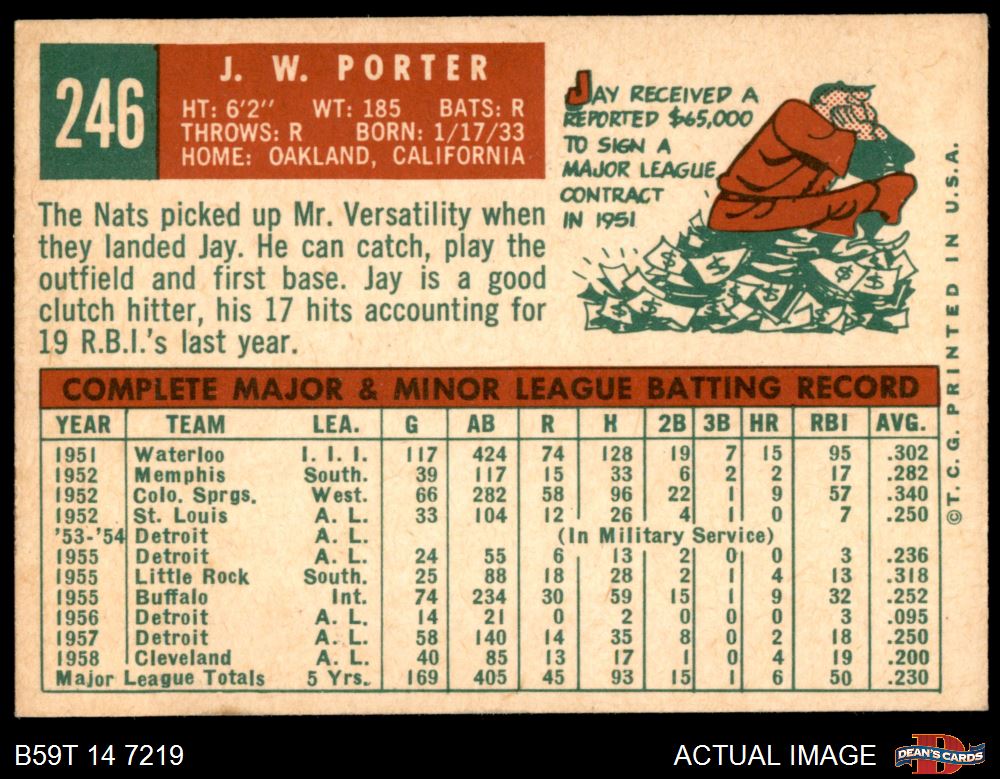 246
J. W. PORTER
HT: 6'2" WT: 185 BATS: R
THROWS: R BORN: 1/17/33
HOME: OAKLAND, CALIFORNIA
JAY RECEIVED A
REPORTED $65,000
TO SIGN A
MAJOR LEAGUE
CONTRACT
IN 1951
The Nats picked up Mr. Versatility when
they landed Jay. He can catch, play the
outfield and first base. Jay is a good
clutch hitter, his 17 hits accounting for
19 R.B.I.'s last year.
COMPLETE MAJOR & MINOR LEAGUE BATTING RECORD
YEAR TEAM LEA. G AB R H 2B 3B HR RBI AVG.
1951 Waterloo I. I. I. 117 424 74 128 19 7 15 95 .302
1952 Memphis South. 39 117 15 33 6 2 2 17 .282
1952 Colo. Sprgs. West. 66 282 58 96 22 1 9 57 .340
1952 St. Louis A. L. 33 104 12 26 4 1 0 7 .250
'53-'54 Detroit A. L. (In Military Service)
1955 Detroit A. L. 24 55 6 13 2 0 0 3 .236
1955 Little Rock South. 25 88 18 28 2 1 4 13 .318
1955 Buffalo Int. 74 234 30 59 15 1 9 32 .252
1956 Detroit A. L. 14 21 0 2 0 0 0 3 .095
1957 Detroit A. L. 58 140 14 35 8 0 2 18 .250
1958 Cleveland A. L. 40 85 13 17 1 0 4 19 .200
Major League Totals 5 Yrs. 169 405 45 93 15 1 6 50 .230
©T. C. G. PRINTED IN U.S.A.
B59T 14 7219
ACTUAL IMAGE
DEAN'S CARDS